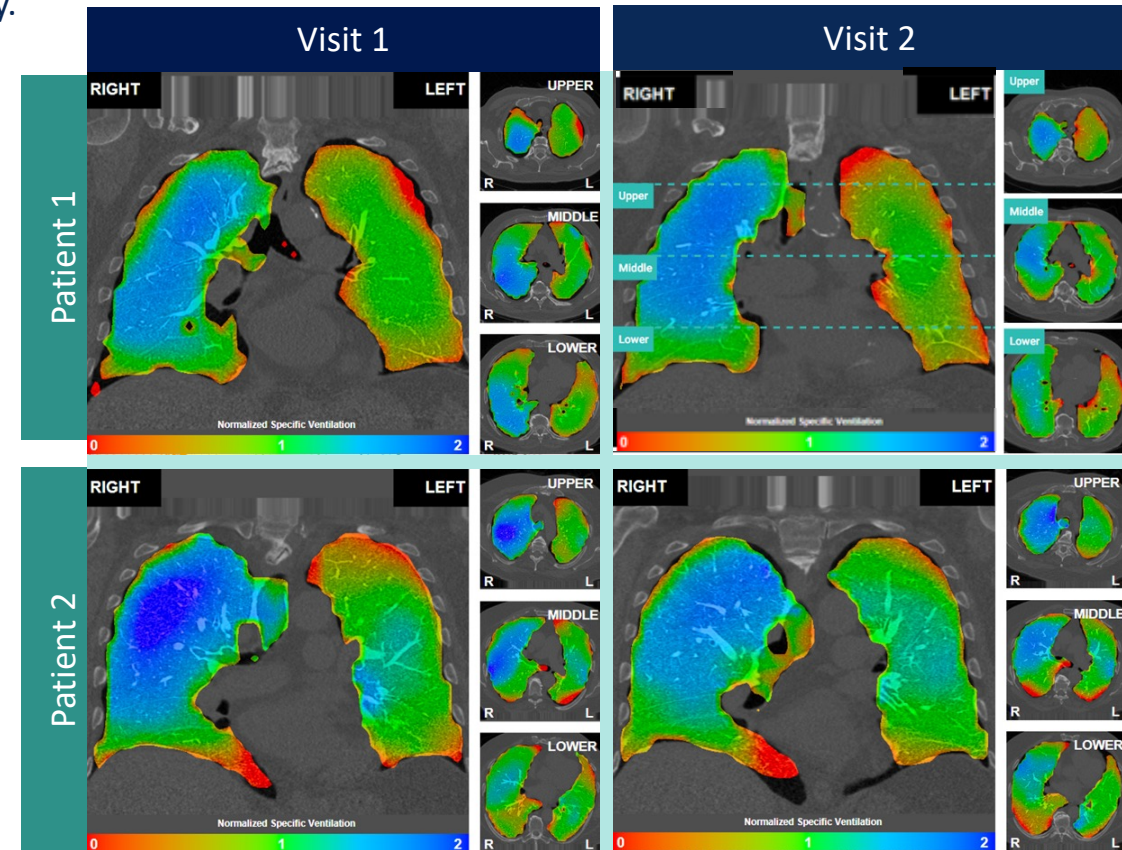 y.
Visit 1
Visit 2
Patient 1
RIGHT
LEFT
UPPER
R
L
MIDDLE
R
L
LOWER
R
L
Normalized Specific Ventilation
0
1
2
RIGHT
LEFT
Upper
Middle
Lower
Upper
Middle
Lower
Normalized Specific Ventilation
0
1
2
Patient 2
RIGHT
LEFT
UPPER
R
L
MIDDLE
R
L
LOWER
R
L
Normalized Specific Ventilation
0
1
2
RIGHT
LEFT
UPPER
R
L
MIDDLE
R
L
LOWER
R
L
Normalized Specific Ventilation
0
1
2